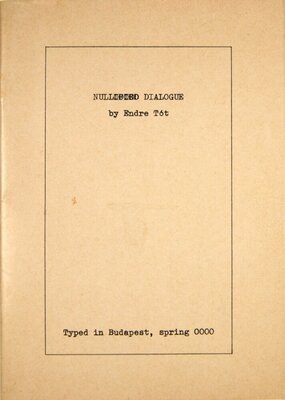 NULLIFIED DIALOGUE
by Endre Tót
Typed in Budapest, spring 0000